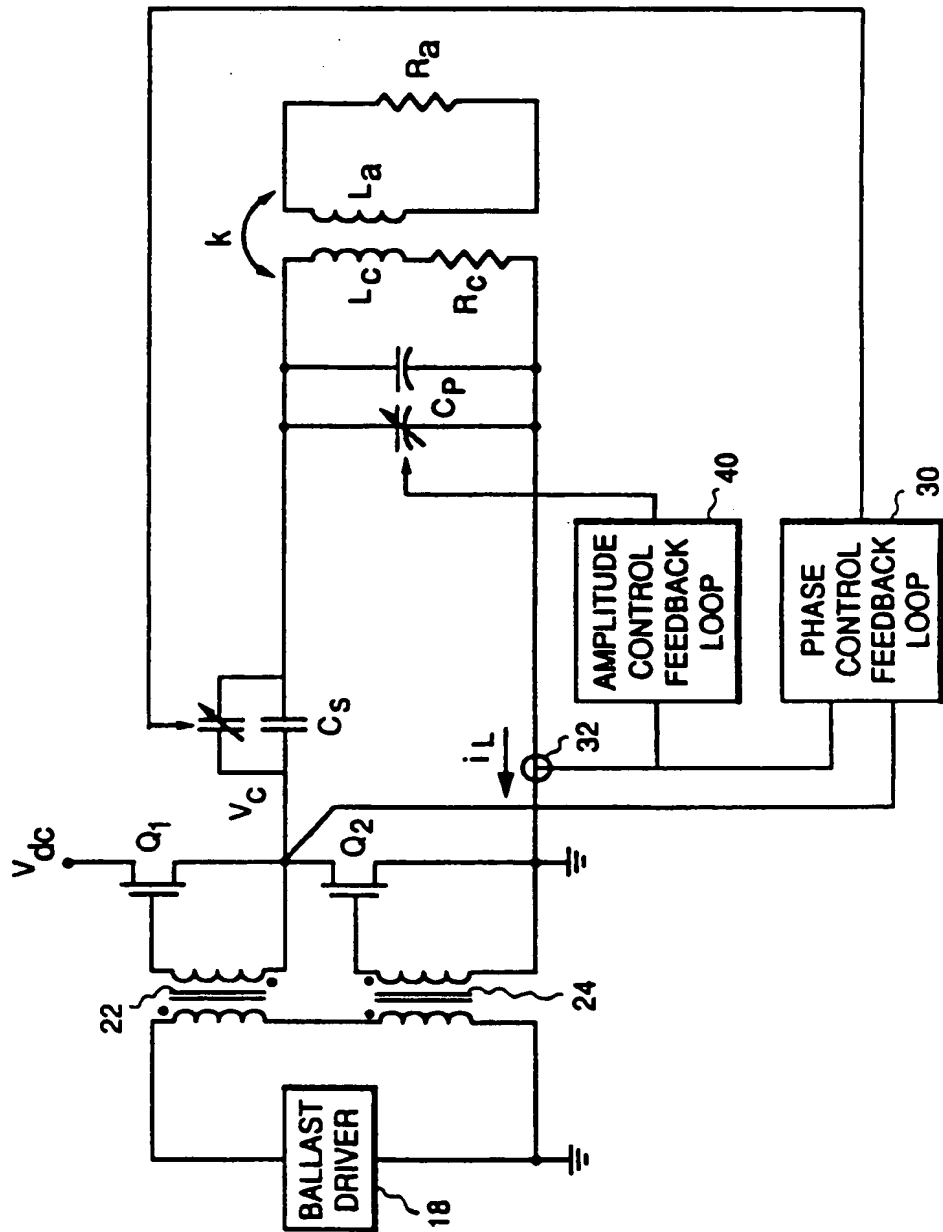 BALLAST
DRIVER
18
22
24
Vdc
Q1
Q2
VC
CS
iL
32
CP
k
LC
La
RC
Ra
AMPLITUDE
CONTROL
FEEDBACK
LOOP
40
PHASE
CONTROL
FEEDBACK
LOOP
30